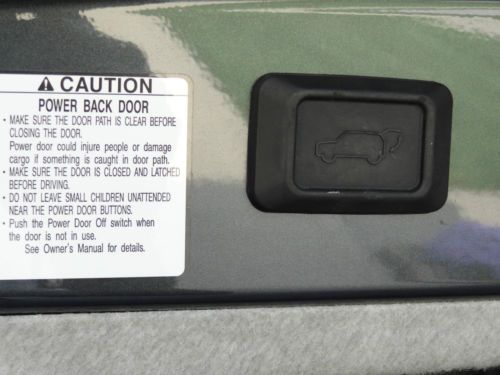 CAUTION
POWER BACK DOOR
• MAKE SURE THE DOOR PATH IS CLEAR BEFORE
CLOSING THE DOOR.
Power door could injure people or damage
cargo if something is caught in door path.
• MAKE SURE THE DOOR IS CLOSED AND LATCHED
BEFORE DRIVING.
• DO NOT LEAVE SMALL CHILDREN UNATTENDED
NEAR THE POWER DOOR BUTTONS.
• Push the Power Door Off switch when
the door is not in use.
See Owner's Manual for details.